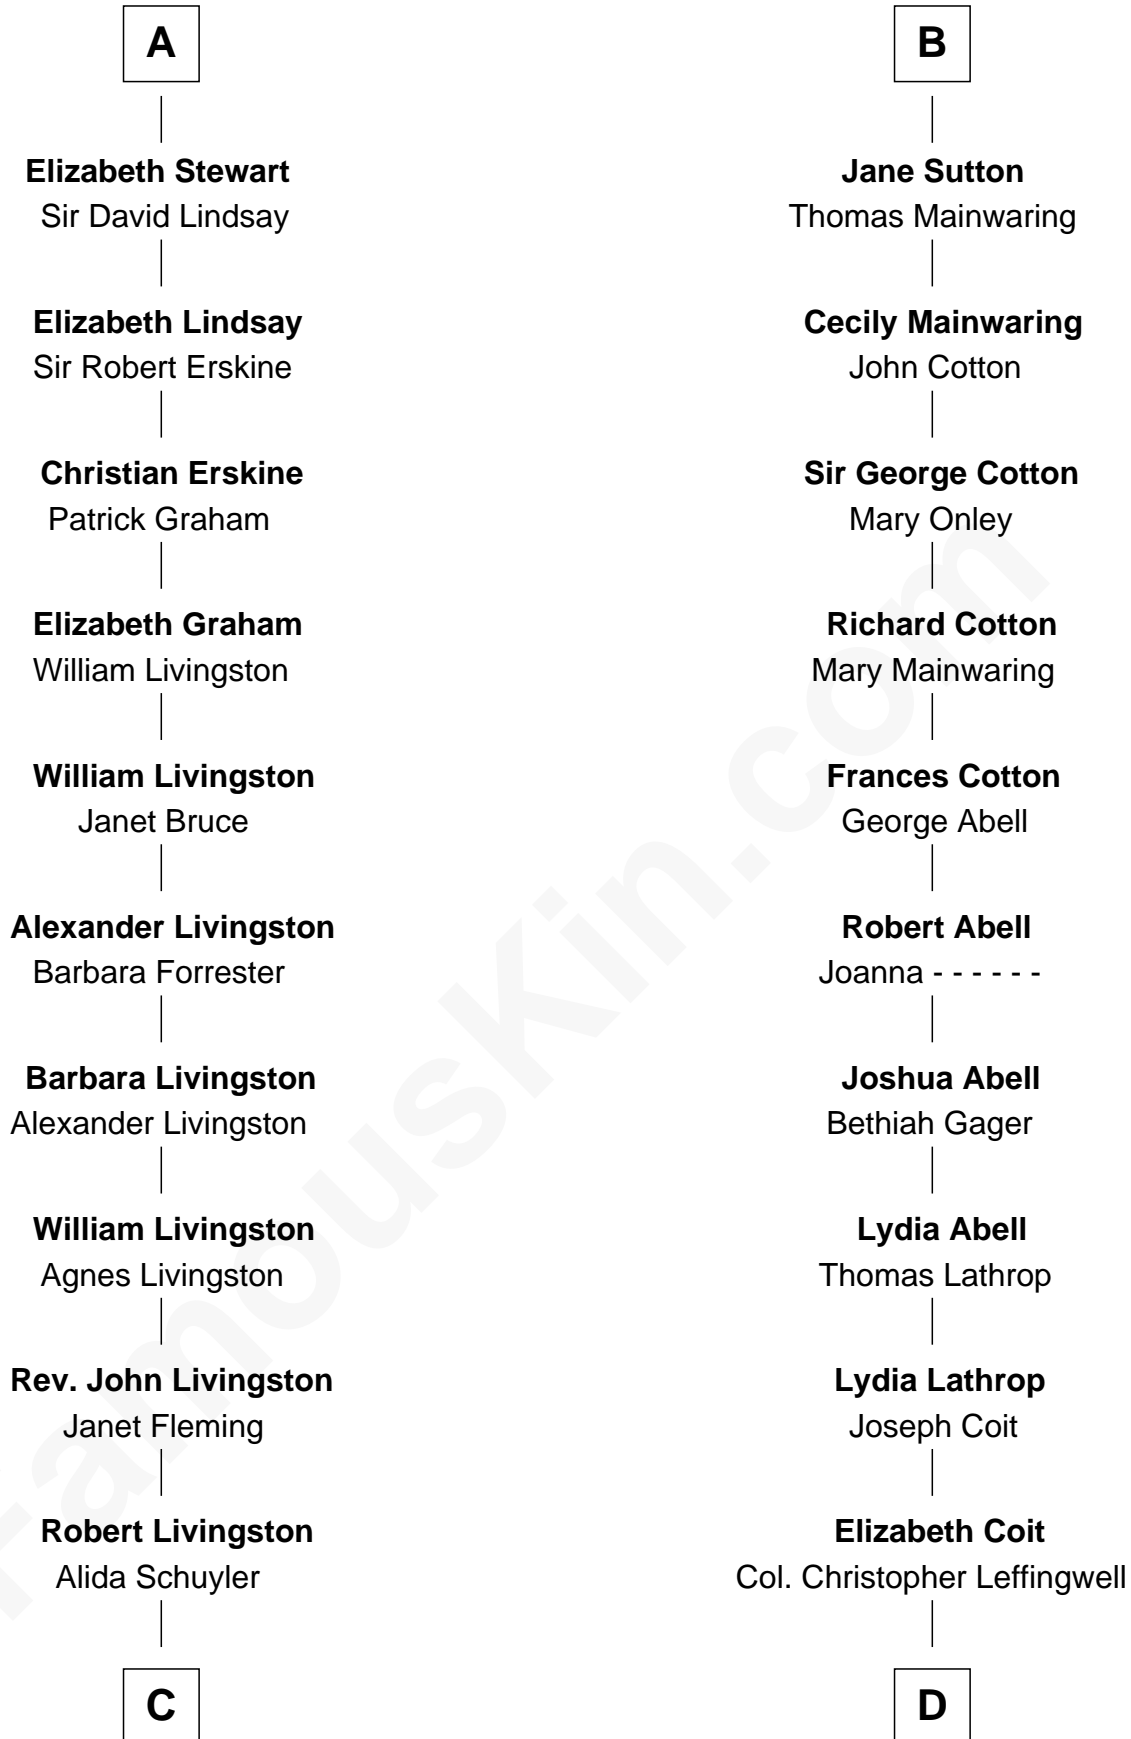 A
Elizabeth Stewart
Sir David Lindsay
Elizabeth Lindsay
Sir Robert Erskine
Christian Erskine
Patrick Graham
Elizabeth Graham
William Livingston
William Livingston
Janet Bruce
Alexander Livingston
Barbara Forrester
Barbara Livingston
Alexander Livingston
William Livingston
Agnes Livingston
Rev. John Livingston
Janet Fleming
Robert Livingston
Alida Schuyler
C
B
Jane Sutton
Thomas Mainwaring
Cecily Mainwaring
John Cotton
Sir George Cotton
Mary Onley
Richard Cotton
Mary Mainwaring
Frances Cotton
George Abell
Robert Abell
Joanna - - - - - -
Joshua Abell
Bethiah Gager
Lydia Abell
Thomas Lathrop
Lydia Lathrop
Joseph Coit
Elizabeth Coit
Col. Christopher Leffingwell
D
FamousKin.com